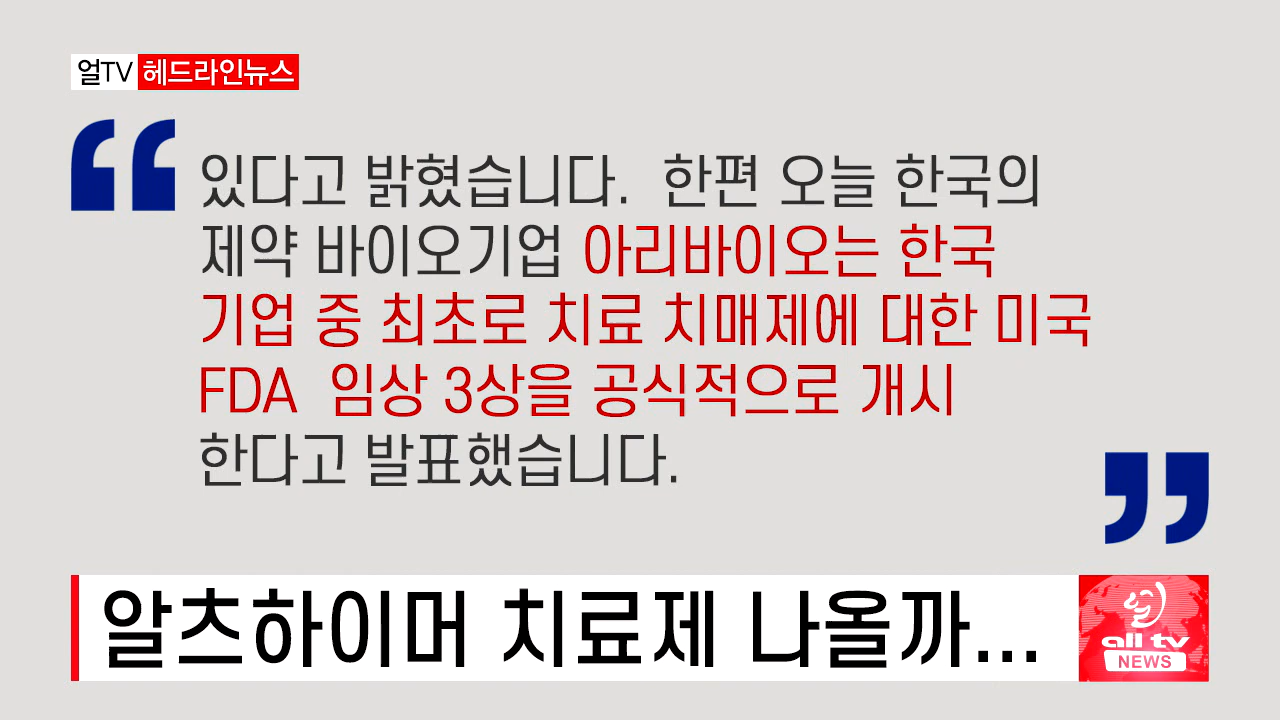 얼TV 헤드라인뉴스
있다고 밝혔습니다. 한편 오늘 한국의
제약 바이오기업 아리바이오는 한국
기업 중 최초로 치료 치매제에 대한 미국
FDA 임상 3상을 공식적으로 개시
한다고 발표했습니다.
알츠하이머 치료제 나올까...
all tv
NEWS